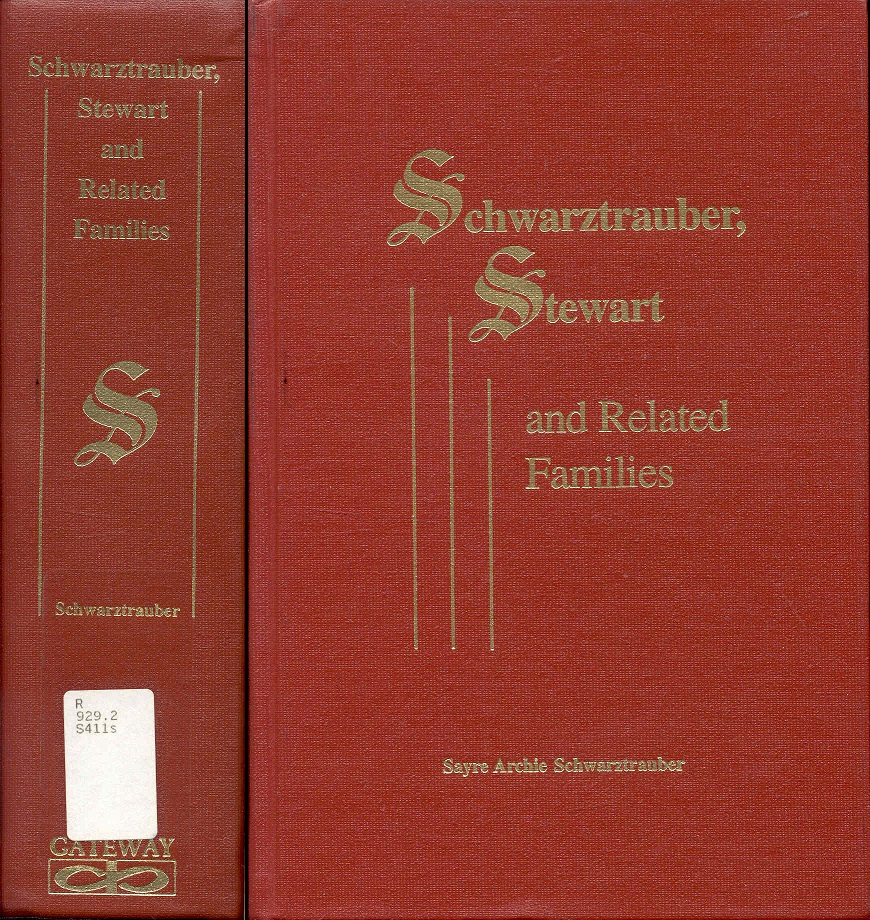 Schwarztrauber,
Stewart
and
Related
Families
S
Schwarztrauber
R
929.2
S411s
GATEWAY
Schwarztrauber,
Stewart
and Related
Families
Sayre Archie Schwarztrauber